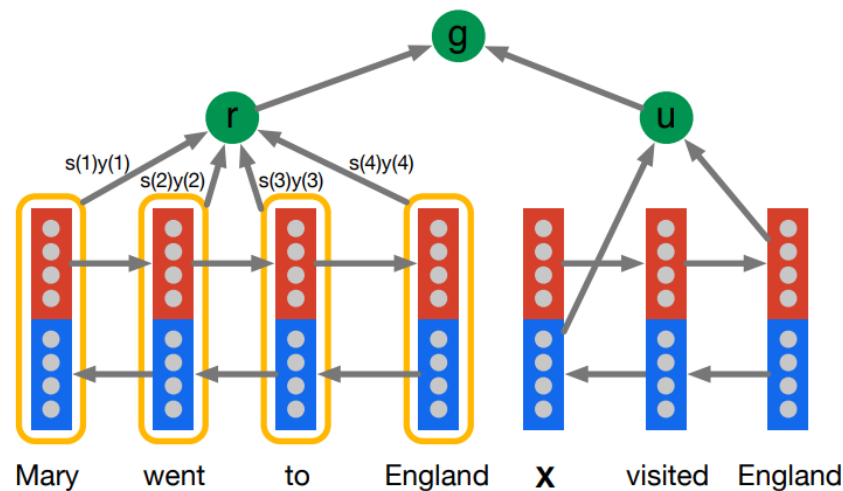 g
r
u
s(1)y(1)
s(2)y(2)
s(3)y(3)
s(4)y(4)
Mary went to England X visited England